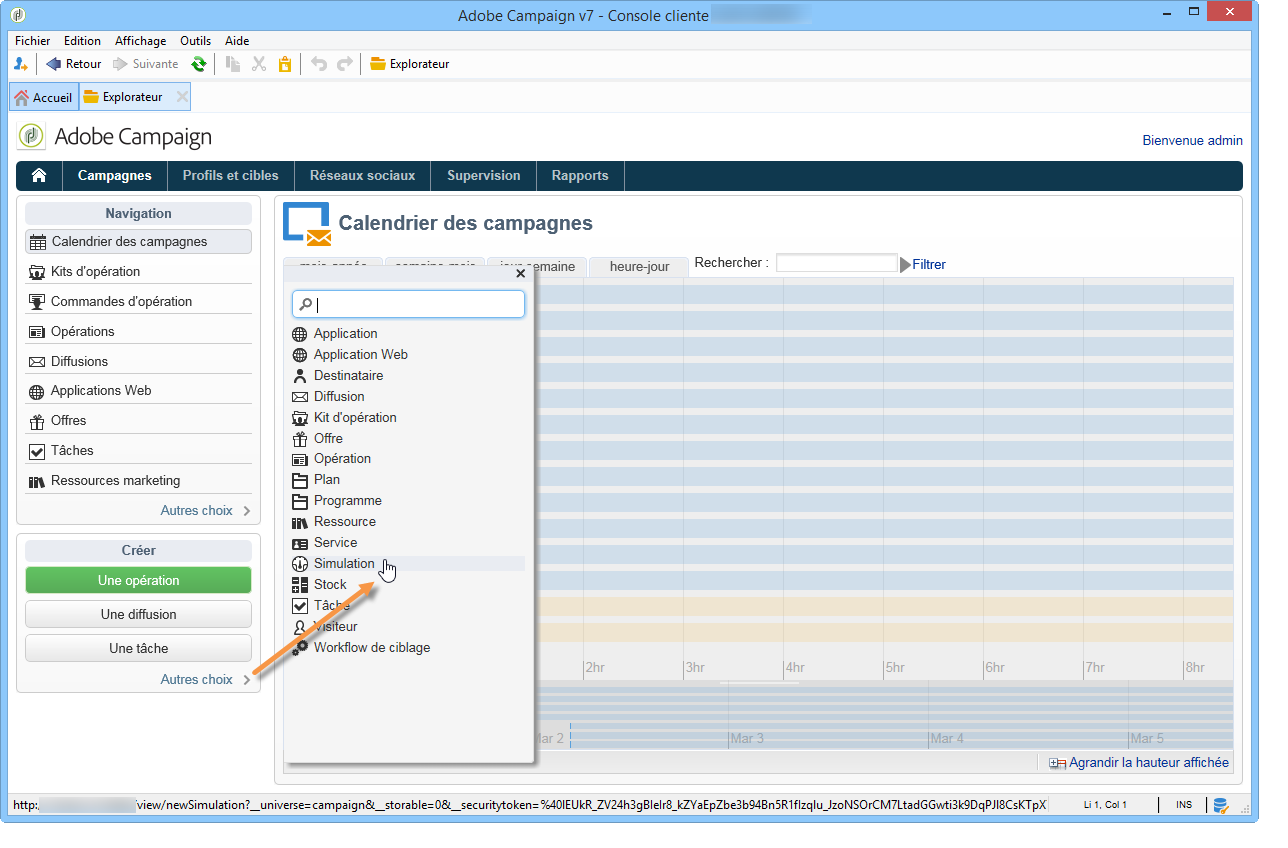 Adobe Campaign v7 - Console cliente
Fichier Edition Affichage Outils Aide
Retour Suivante Explorateur
Accueil Explorateur
Adobe Campaign
Bienvenue admin
Campagnes Profils et cibles Réseaux sociaux Supervision Rapports
Navigation
Calendrier des campagnes
Kits d'opération
Commandes d'opération
Opérations
Diffusions
Applications Web
Offres
Tâches
Ressources marketing
Autres choix
Créer
Une opération
Une diffusion
Une tâche
Autres choix
Calendrier des campagnes
mois-année semaine-mois jour-semaine heure-jour Rechercher : Filtrer
Application
Application Web
Destinataire
Diffusion
Kit d'opération
Offre
Opération
Plan
Programme
Ressource
Service
Simulation
Stock
Tâche
Visiteur
Workflow de ciblage
2hr 3hr 4hr 5hr 6hr 7hr 8hr
Mar 2 Mar 3 Mar 4 Mar 5
Agrandir la hauteur affichée
http: /view/newSimulation?__universe=campaign&__storable=0&__securitytoken=
Li 1, Col 1 INS